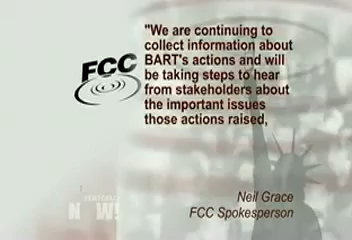 FCC
"We are continuing to
collect information about
BART's actions and will
be taking steps to hear
from stakeholders about
the important issues
those actions raised,
Neil Grace
FCC Spokesperson